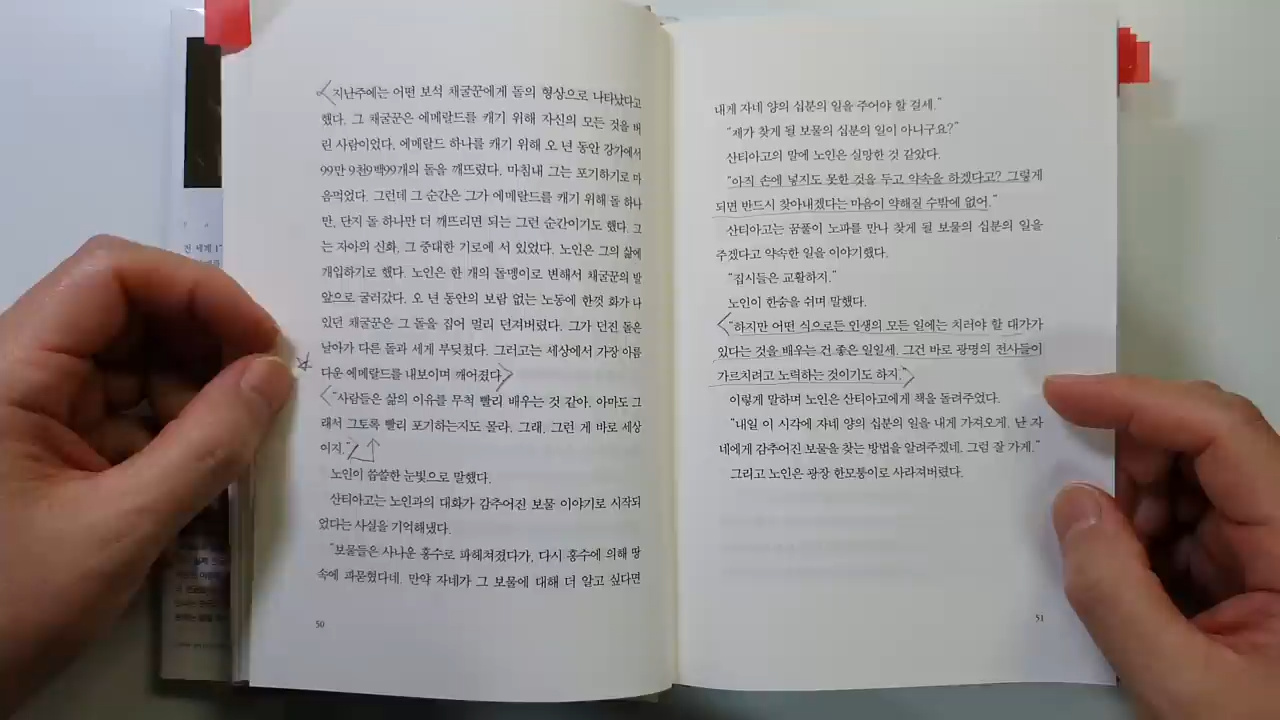 지난주에는 어떤 보석 채굴꾼에게 돌의 형상으로 나타났다고
했다. 그 채굴꾼은 에메랄드를 캐기 위해 자신의 모든 것을 버
린 사람이었다. 에메랄드 하나를 캐기 위해 오 년 동안 강가에서
99만 9천9백99개의 돌을 깨뜨렸다. 마침내 그는 포기하기로 마
음먹었다. 그런데 그 순간은 그가 에메랄드를 캐기 위해 돌 하나
만, 단지 돌 하나만 더 깨뜨리면 되는 그런 순간이기도 했다. 그
는 자아의 신화, 그 중대한 기로에 서 있었다. 노인은 그의 삶에
개입하기로 했다. 노인은 한 개의 돌멩이로 변해서 채굴꾼의 발
앞으로 굴러갔다. 오 년 동안의 보람 없는 노동에 한껏 화가 나
있던 채굴꾼은 그 돌을 집어 멀리 던져버렸다. 그가 던진 돌은
날아가 다른 돌과 세게 부딪쳤다. 그러고는 세상에서 가장 아름
다운 에메랄드를 내보이며 깨어졌다.
"사람들은 삶의 이유를 무척 빨리 배우는 것 같아. 아마도 그
래서 그토록 빨리 포기하는지도 몰라. 그래, 그런 게 바로 세상
이지."
노인이 씁쓸한 눈빛으로 말했다.
산티아고는 노인과의 대화가 감추어진 보물 이야기로 시작되
었다는 사실을 기억해냈다.
"보물들은 사나운 홍수로 파헤쳐졌다가, 다시 홍수에 의해 땅
속에 파묻혔다네. 만약 자네가 그 보물에 대해 더 알고 싶다면
50
내게 자네 양의 십분의 일을 주어야 할 걸세."
"제가 찾게 될 보물의 십분의 일이 아니구요?"
산티아고의 말에 노인은 실망한 것 같았다.
"아직 손에 넣지도 못한 것을 두고 약속을 하겠다고? 그렇게
되면 반드시 찾아내겠다는 마음이 약해질 수밖에 없어."
산티아고는 꿈풀이 노파를 만나 찾게 될 보물의 십분의 일을
주겠다고 약속한 일을 이야기했다.
"집시들은 교활하지."
노인이 한숨을 쉬며 말했다.
"하지만 어떤 식으로든 인생의 모든 일에는 치러야 할 대가가
있다는 것을 배우는 건 좋은 일일세. 그건 바로 광명의 전사들이
가르치려고 노력하는 것이기도 하지."
이렇게 말하며 노인은 산티아고에게 책을 돌려주었다.
"내일 이 시각에 자네 양의 십분의 일을 내게 가져오게. 난 자
네에게 감추어진 보물을 찾는 방법을 알려주겠네. 그럼 잘 가게."
그리고 노인은 광장 한모퉁이로 사라져버렸다.
51
전 세계 17